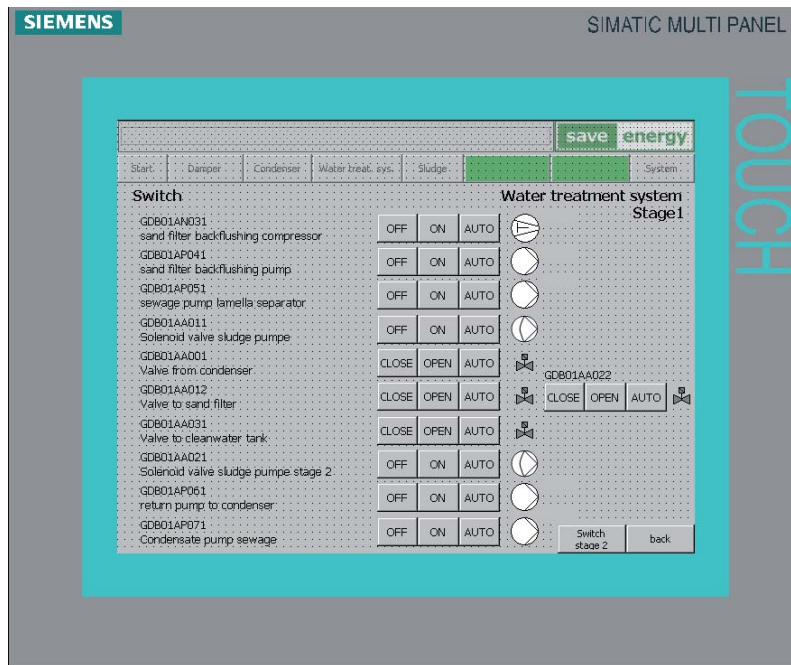 SIEMENS
SIMATIC MULTI PANEL
TOUCH
save energy
Start Damper Condenser Water treat. sys. Sludge System
Switch
Water treatment system
Stage1
GDB01AN031
sand filter backflushing compressor
OFF ON AUTO
GDB01AP041
sand filter backflushing pump
OFF ON AUTO
GDB01AP051
sewage pump lamella separator
OFF ON AUTO
GDB01AA011
Solenoid valve sludge pumpe
OFF ON AUTO
GDB01AA001
Valve from condenser
CLOSE OPEN AUTO
GDB01AA012
Valve to sand filter
CLOSE OPEN AUTO
GDB01AA022
CLOSE OPEN AUTO
GDB01AA031
Valve to cleanwater tank
CLOSE OPEN AUTO
GDB01AA021
Solenoid valve sludge pumpe stage 2
OFF ON AUTO
GDB01AP061
return pump to condenser
OFF ON AUTO
GDB01AP071
Condensate pump sewage
OFF ON AUTO
Switch
stage 2
back